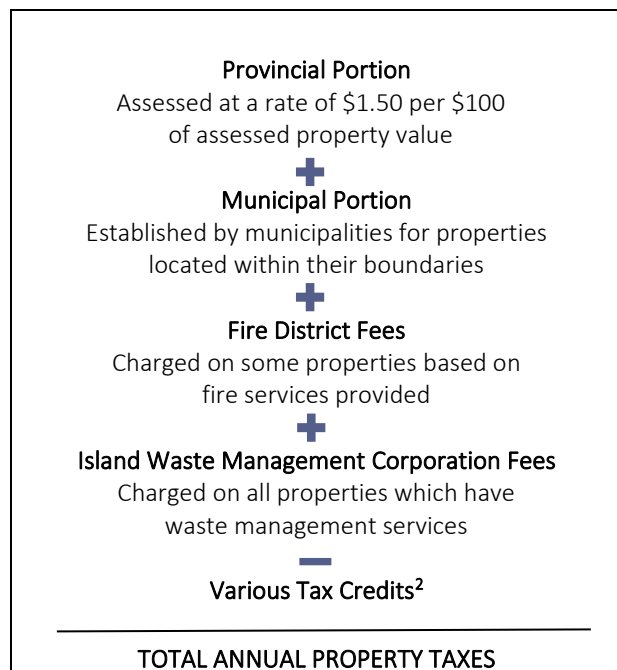 Provincial Portion
Assessed at a rate of $1.50 per $100
of assessed property value
+
Municipal Portion
Established by municipalities for properties
located within their boundaries
+
Fire District Fees
Charged on some properties based on
fire services provided
+
Island Waste Management Corporation Fees
Charged on all properties which have
waste management services
−
Various Tax Credits²
TOTAL ANNUAL PROPERTY TAXES